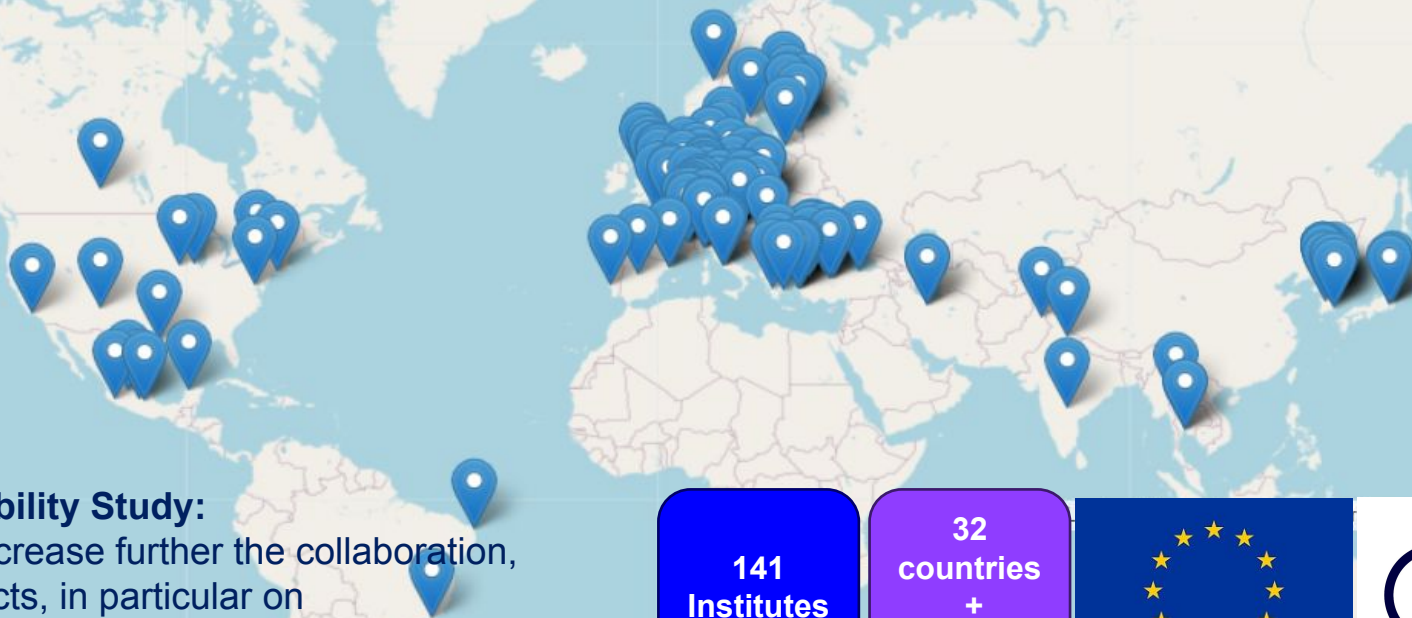 bility Study:
crease further the collaboration,
cts, in particular on
141
Institutes
32
countries
+